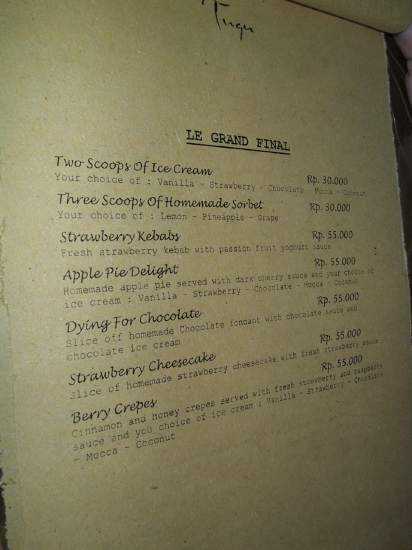 Tugu
LE GRAND FINAL
Two Scoops Of Ice Cream Rp. 30.000
Your choice of : Vanilla - Strawberry - Chocolate - Mocca - Coconut
Three Scoops Of Homemade Sorbet Rp. 30.000
Your choice of : Lemon - Pineapple - Grape
Strawberry Kebabs Rp. 55.000
Fresh strawberry kebab with passion fruit yoghurt sauce
Apple Pie Delight Rp. 55.000
Homemade apple pie served with dark cherry sauce and your choice of
ice cream : Vanilla - Strawberry - Chocolate - Mocca - Coconut
Dying For Chocolate Rp. 55.000
Slice off homemade Chocolate fondant with chocolate sauce and
chocolate ice cream
Strawberry Cheesecake Rp. 55.000
Slice of homemade strawberry cheesecake with fresh strawberry sauce
Berry Crepes Rp. 55.000
Cinnamon and honey crepes served with fresh strawberry and raspberry
sauce and you choice of ice cream : Vanilla - Strawberry - Chocolate
- Mocca - Coconut